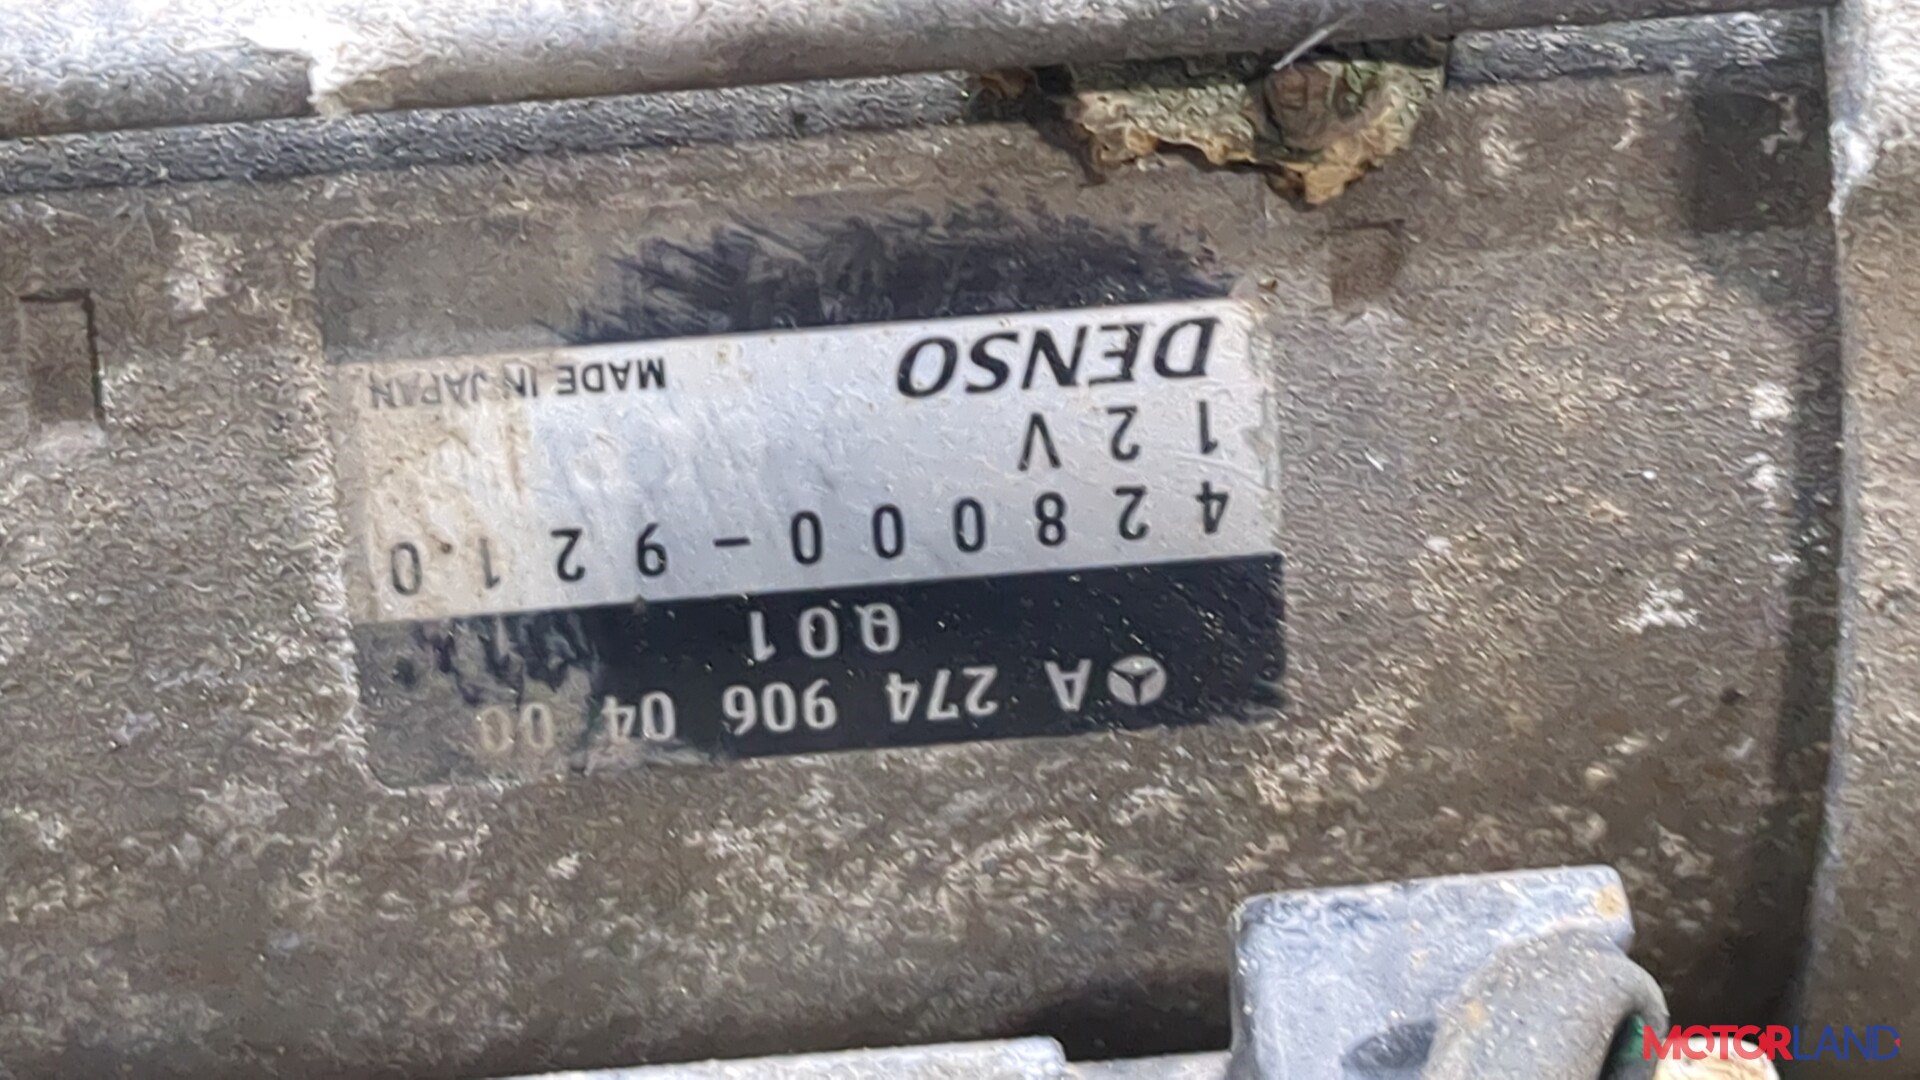 A 274 906 04 00
Q01
428000-9210
12V
DENSO MADE IN JAPAN
MOTORLAND